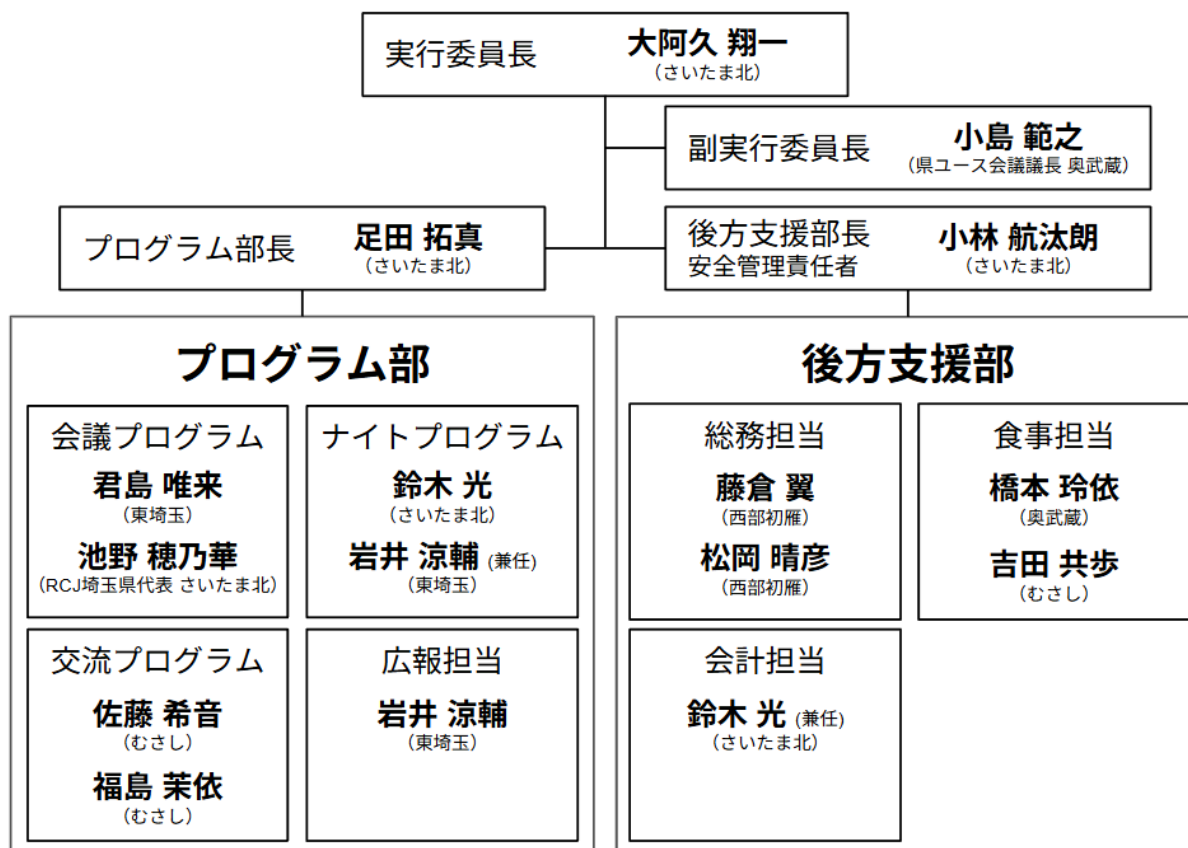 実行委員長
大阿久 翔一
（さいたま北）
副実行委員長
小島 範之
（県ユース会議議長 奥武蔵）
プログラム部長
足田 拓真
（さいたま北）
後方支援部長
安全管理責任者
小林 航汰朗
（さいたま北）
プログラム部
会議プログラム
君島 唯来
（東埼玉）
池野 穂乃華
（RCJ埼玉県代表 さいたま北）
ナイトプログラム
鈴木 光
（さいたま北）
岩井 涼輔 (兼任)
（東埼玉）
交流プログラム
佐藤 希音
（むさし）
福島 茉依
（むさし）
広報担当
岩井 涼輔
（東埼玉）
後方支援部
総務担当
藤倉 翼
（西部初雁）
松岡 晴彦
（西部初雁）
食事担当
橋本 玲依
（奥武蔵）
吉田 共歩
（むさし）
会計担当
鈴木 光 (兼任)
（さいたま北）